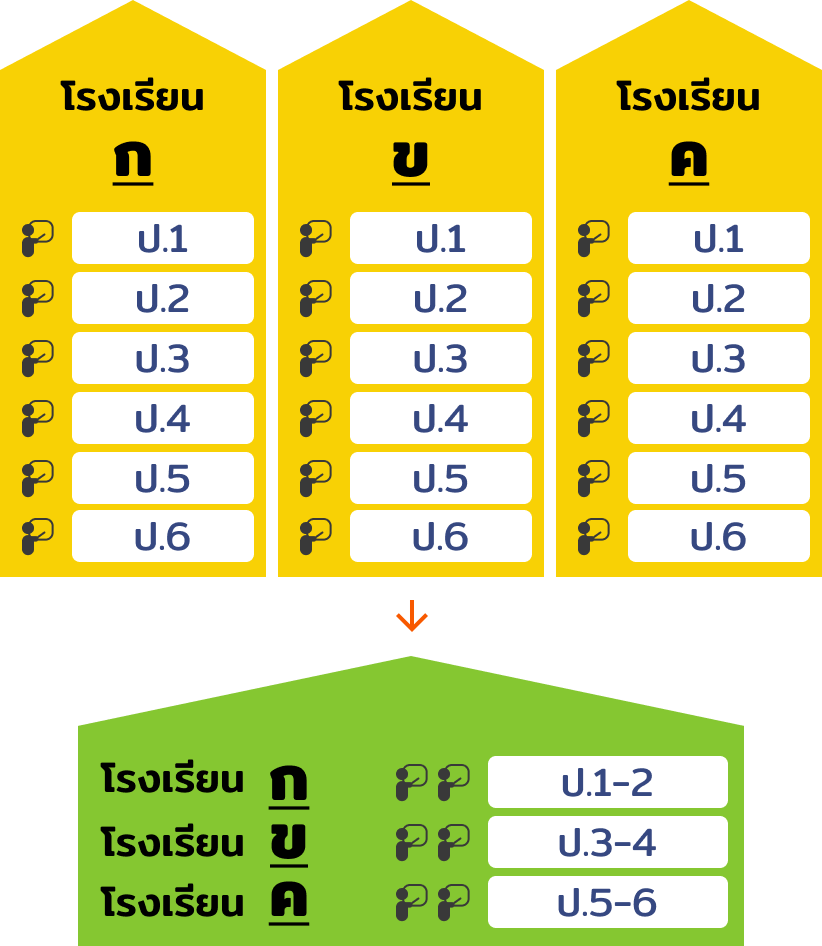 โรงเรียน
ก
ป.1
ป.2
ป.3
ป.4
ป.5
ป.6
โรงเรียน
ข
ป.1
ป.2
ป.3
ป.4
ป.5
ป.6
โรงเรียน
ค
ป.1
ป.2
ป.3
ป.4
ป.5
ป.6
โรงเรียน ก ป.1-2
โรงเรียน ข ป.3-4
โรงเรียน ค ป.5-6